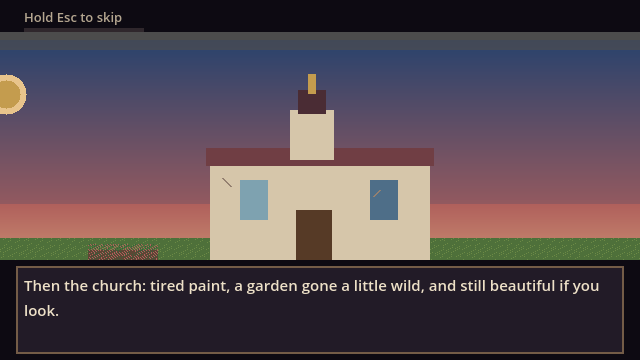 Hold Esc to skip
Then the church: tired paint, a garden gone a little wild, and still beautiful if you
look.